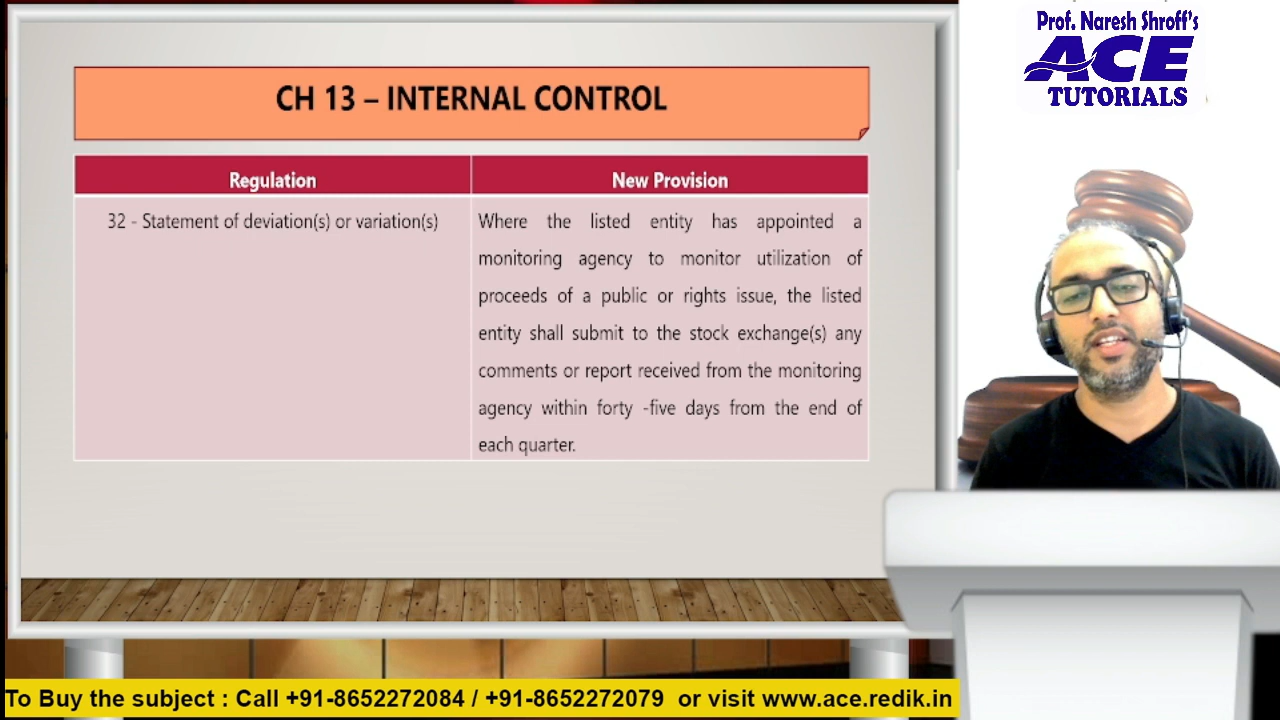 Prof. Naresh Shroff's
ACE
TUTORIALS
CH 13 – INTERNAL CONTROL
Regulation
New Provision
32 - Statement of deviation(s) or variation(s)
Where the listed entity has appointed a
monitoring agency to monitor utilization of
proceeds of a public or rights issue, the listed
entity shall submit to the stock exchange(s) any
comments or report received from the monitoring
agency within forty -five days from the end of
each quarter.
To Buy the subject : Call +91-8652272084 / +91-8652272079 or visit www.ace.redik.in